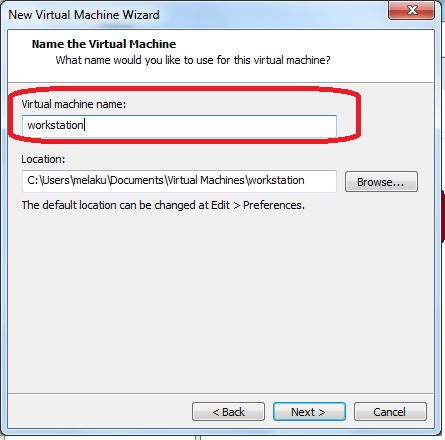 New Virtual Machine Wizard
Name the Virtual Machine
What name would you like to use for this virtual machine?
Virtual machine name:
workstation
Location:
C:\Users\melaku\Documents\Virtual Machines\workstation
Browse...
The default location can be changed at Edit > Preferences.
< Back
Next >
Cancel